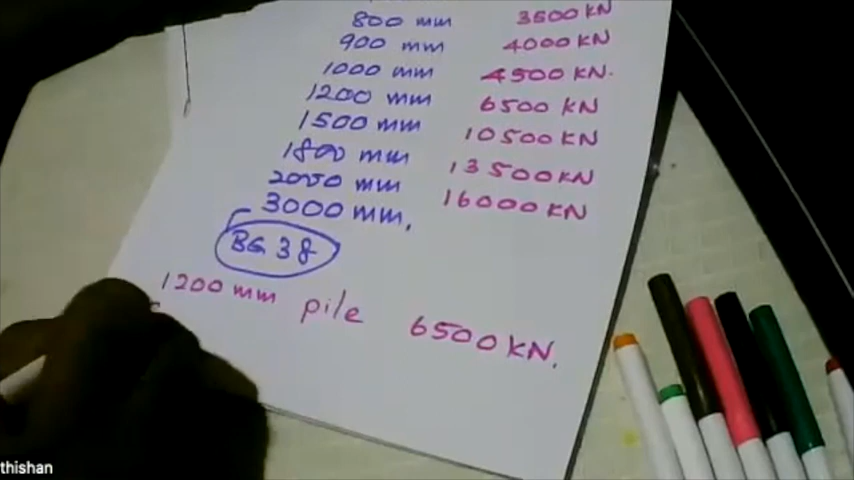 800 mm 3500 KN
900 mm 4000 KN
1000 mm 4500 KN.
1200 mm 6500 KN
1500 mm 10500 KN
1800 mm 13500 KN
2000 mm 16000 KN
3000 mm,
BG 38
1200 mm pile 6500 KN.
thishan